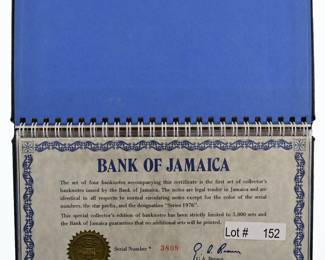 BANK OF JAMAICA
The set of four banknotes accompanying this certificate is the first set of collector's
banknotes issued by the Bank of Jamaica. The notes are legal tender in Jamaica and are
identical in all respects to normal circulating notes except for the color of the serial
numbers, the star prefix, and the designation "Series 1976".
This special collector's edition of banknotes has been strictly limited to 5,000 sets and
the Bank of Jamaica guarantees that no additional sets will be printed.
Lot # 152
Serial Number * 3808
G.A. Brown